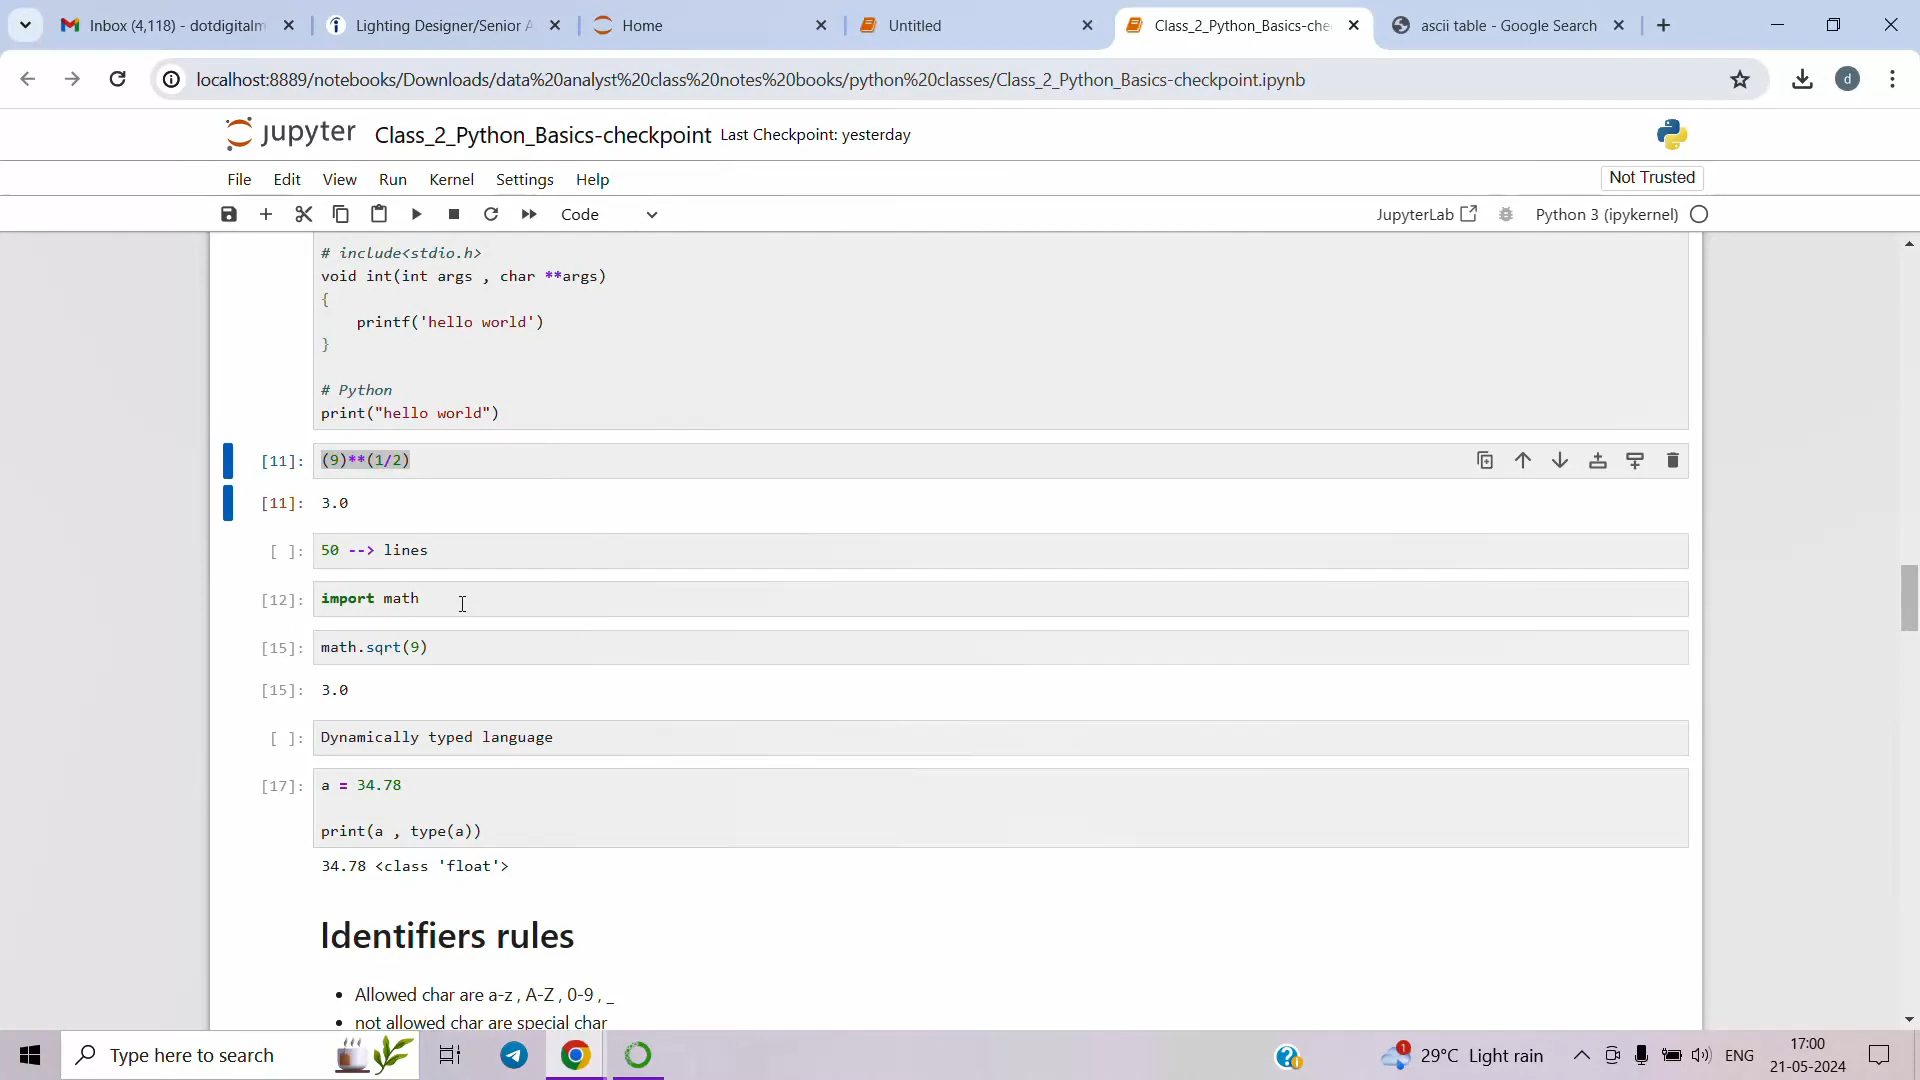 Inbox (4,118) - dotdigitalm
Lighting Designer/Senior A
Home
Untitled
Class_2_Python_Basics-che
ascii table - Google Search
localhost:8889/notebooks/Downloads/data%20analyst%20class%20notes%20books/python%20classes/Class_2_Python_Basics-checkpoint.ipynb
d
jupyter
Class_2_Python_Basics-checkpoint
Last Checkpoint: yesterday
File Edit View Run Kernel Settings Help
Not Trusted
Code
JupyterLab
Python 3 (ipykernel)
# include<stdio.h>
void int(int args , char **args)
{
printf('hello world')
}
# Python
print("hello world")
[11]: (9)**(1/2)
[11]: 3.0
[ ]: 50 --> lines
[12]: import math
[15]: math.sqrt(9)
[15]: 3.0
[ ]: Dynamically typed language
[17]: a = 34.78
print(a , type(a))
34.78 <class 'float'>
Identifiers rules
• Allowed char are a-z , A-Z , 0-9 , _
• not allowed char are special char
Type here to search
1
29°C Light rain
ENG
17:00
21-05-2024